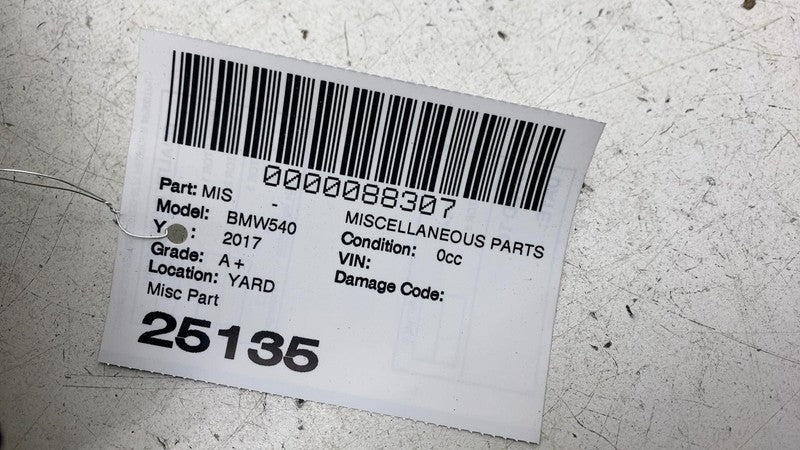 0000088307
Part: MIS -
MISCELLANEOUS PARTS
Model: BMW540
Condition: 0cc
Y : 2017
VIN:
Grade: A+
Damage Code:
Location: YARD
Misc Part
25135